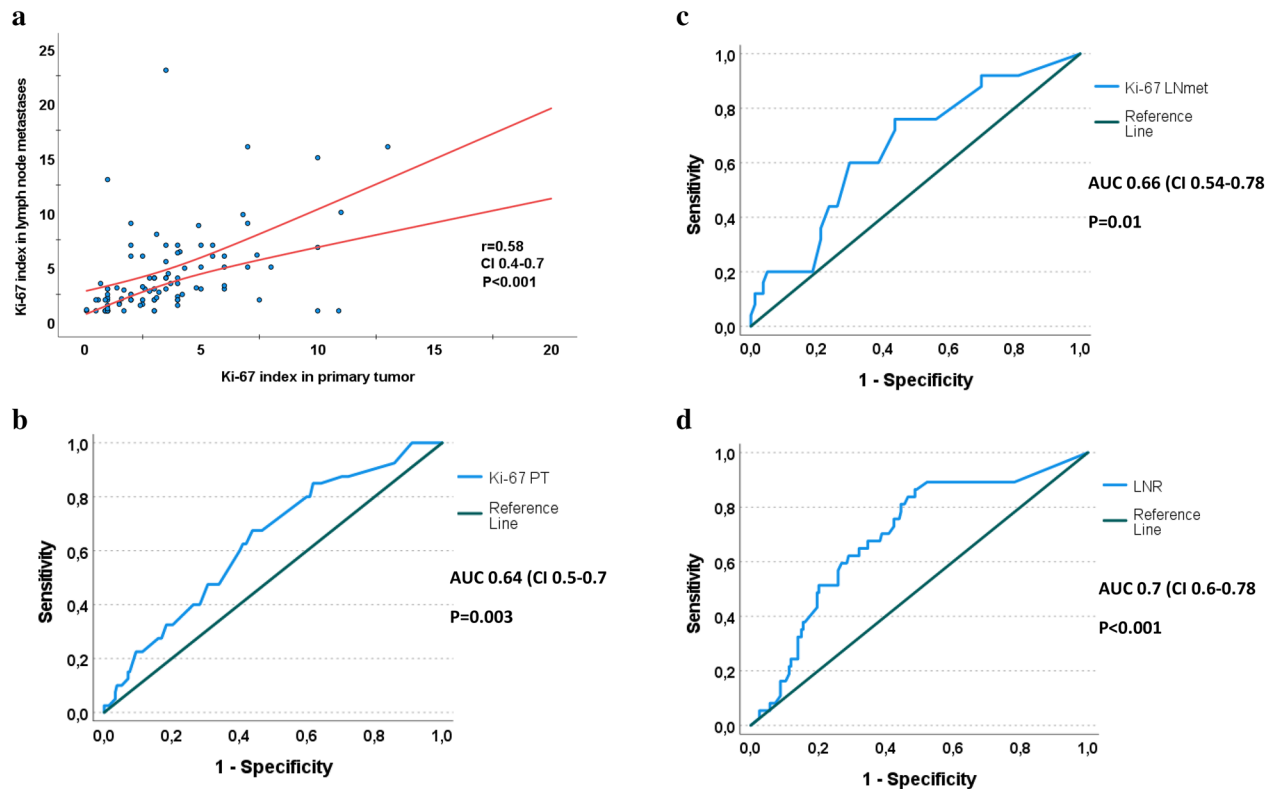 a
25
20
15
10
5
0
Ki-67 index in lymph node metastases
r=0.58
CI 0.4-0.7
P<0.001
0 5 10 15 20
Ki-67 index in primary tumor
b
1,0
0,8
0,6
0,4
0,2
0,0
Sensitivity
Ki-67 PT
Reference
Line
AUC 0.64 (CI 0.5-0.7
P=0.003
0,0 0,2 0,4 0,6 0,8 1,0
1 - Specificity
c
1,0
0,8
0,6
0,4
0,2
0,0
Sensitivity
Ki-67 LNmet
Reference
Line
AUC 0.66 (CI 0.54-0.78
P=0.01
0,0 0,2 0,4 0,6 0,8 1,0
1 - Specificity
d
1,0
0,8
0,6
0,4
0,2
0,0
Sensitivity
LNR
Reference
Line
AUC 0.7 (CI 0.6-0.78
P<0.001
0,0 0,2 0,4 0,6 0,8 1,0
1 - Specificity